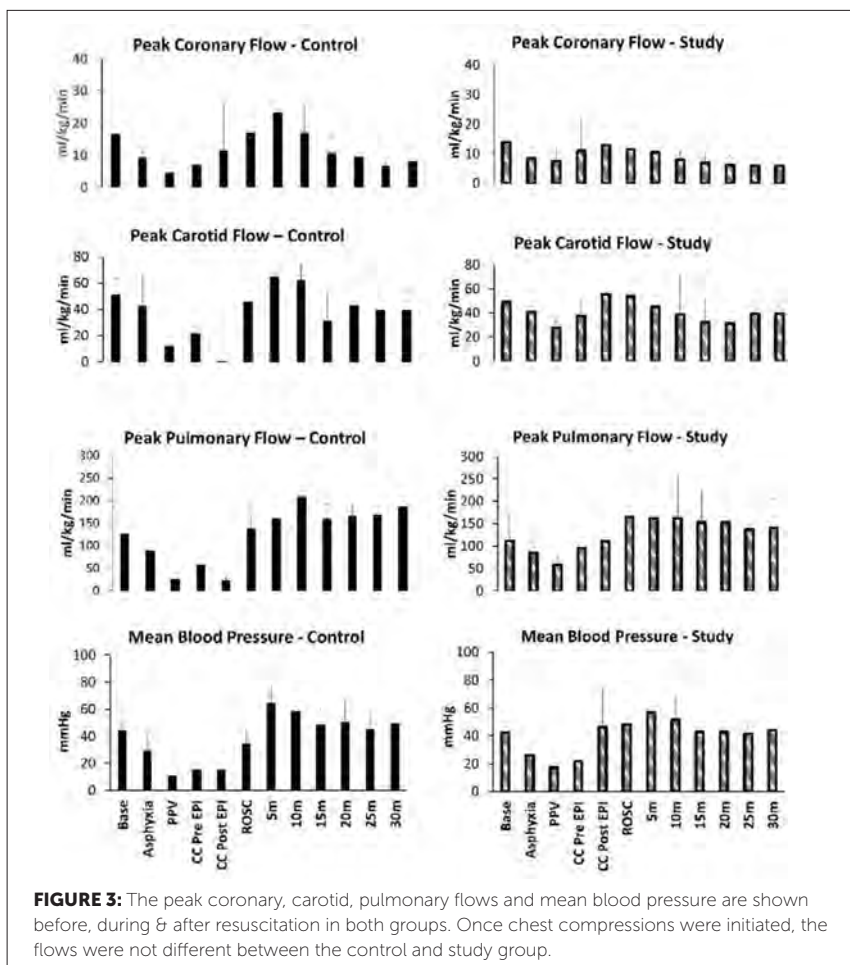 Peak Coronary Flow - Control
40
30
20
10
0
ml/kg/min
Peak Coronary Flow - Study
40
30
20
10
0
ml/kg/min
Peak Carotid Flow – Control
80
60
40
20
0
ml/kg/min
Peak Carotid Flow - Study
80
60
40
20
0
ml/kg/min
Peak Pulmonary Flow – Control
300
250
200
150
100
50
0
ml/kg/min
Peak Pulmonary Flow - Study
300
250
200
150
100
50
0
ml/kg/min
Mean Blood Pressure - Control
100
80
60
40
20
0
mmHg
Base
Asphyxia
PPV
CC Pre EPI
CC Post EPI
ROSC
5m
10m
15m
20m
25m
30m
Mean Blood Pressure - Study
100
80
60
40
20
0
mmHg
Base
Asphyxia
PPV
CC Pre EPI
CC Post EPI
ROSC
5m
10m
15m
20m
25m
30m
FIGURE 3: The peak coronary, carotid, pulmonary flows and mean blood pressure are shown
before, during & after resuscitation in both groups. Once chest compressions were initiated, the
flows were not different between the control and study group.